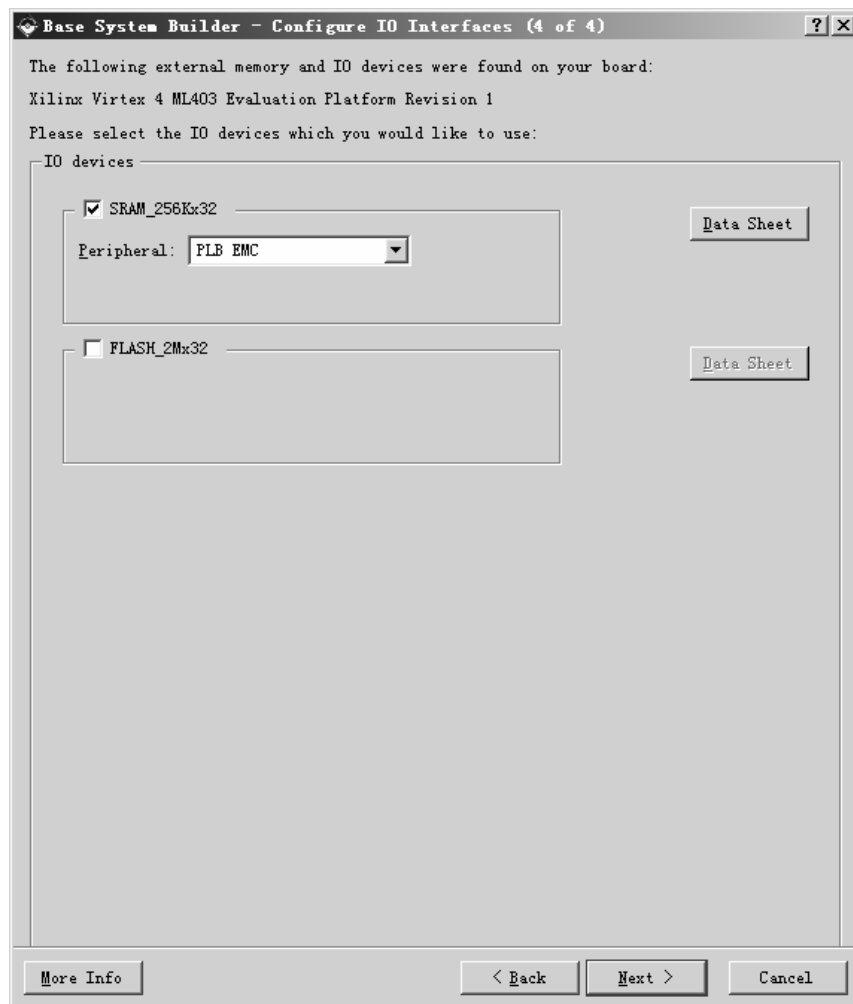 Base System Builder - Configure IO Interfaces (4 of 4)
The following external memory and IO devices were found on your board:
Xilinx Virtex 4 ML403 Evaluation Platform Revision 1
Please select the IO devices which you would like to use:
IO devices
SRAM_256Kx32
Data Sheet
Peripheral: PLB EMC
FLASH_2Mx32
Data Sheet
More Info < Back Next > Cancel